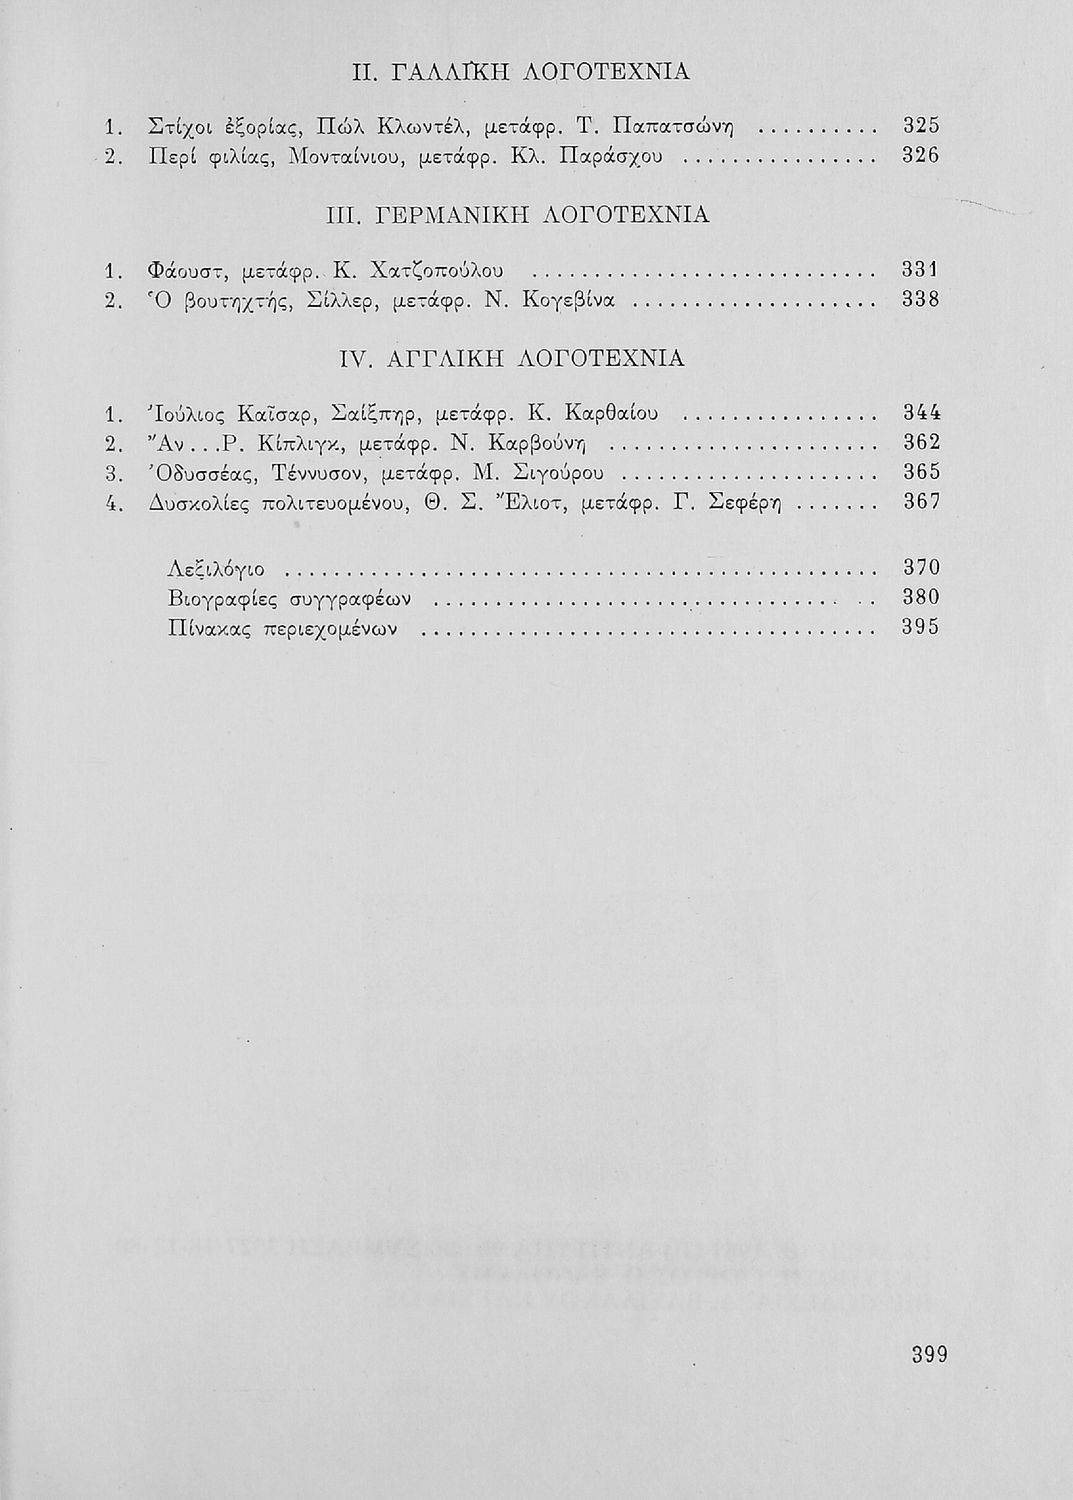 II. ΓΑΛΛΙΚΗ ΛΟΓΟΤΕΧΝΙΑ
1. Στίχοι ἐξορίας, Πώλ Κλωντέλ, μετάφρ. Τ. Παπατσώνη .......... 325
2. Περί φιλίας, Μονταίνιου, μετάφρ. Κλ. Παράσχου ................ 326
III. ΓΕΡΜΑΝΙΚΗ ΛΟΓΟΤΕΧΝΙΑ
1. Φάουστ, μετάφρ. Κ. Χατζοπούλου ............................ 331
2. Ὁ βουτηχτής, Σίλλερ, μετάφρ. Ν. Κογεβίνα .................... 338
IV. ΑΓΓΛΙΚΗ ΛΟΓΟΤΕΧΝΙΑ
1. Ἰούλιος Καῖσαρ, Σαίξπηρ, μετάφρ. Κ. Καρθαίου ................ 344
2. Ἄν...Ρ. Κίπλιγκ, μετάφρ. Ν. Καρβούνη ...................... 362
3. Ὀδυσσέας, Τέννυσον, μετάφρ. Μ. Σιγούρου ..................... 365
4. Δυσκολίες πολιτευομένου, Θ. Σ. Ἔλιοτ, μετάφρ. Γ. Σεφέρη ....... 367
Λεξιλόγιο ................................................ 370
Βιογραφίες συγγραφέων .................................... 380
Πίνακας περιεχομένων ..................................... 395
399